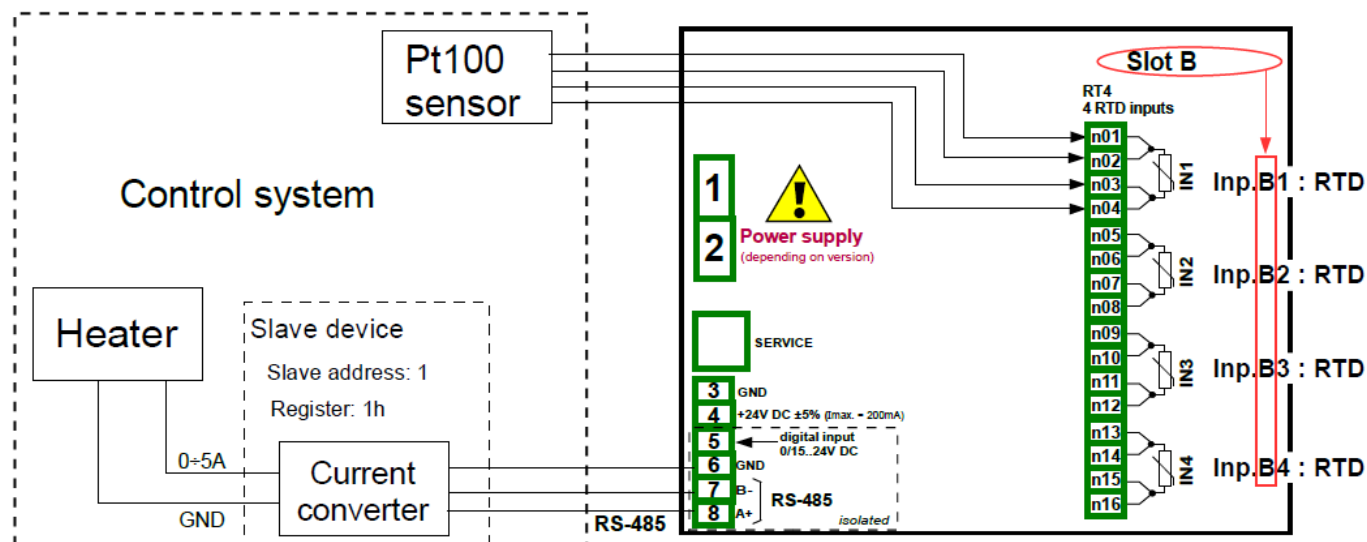 Pt100
sensor
Control system
Heater
Slave device
Slave address: 1
Register: 1h
0÷5A
GND
Current
converter
RS-485
1
2
Power supply
(depending on version)
SERVICE
3 GND
4 +24V DC ±5% (Imax. = 200mA)
5 digital input
0/15..24V DC
6 GND
7 B-
8 A+
RS-485
isolated
Slot B
RT4
4 RTD inputs
n01
n02
n03
n04
IN1
Inp.B1 : RTD
n05
n06
n07
n08
IN2
Inp.B2 : RTD
n09
n10
n11
n12
IN3
Inp.B3 : RTD
n13
n14
n15
n16
IN4
Inp.B4 : RTD